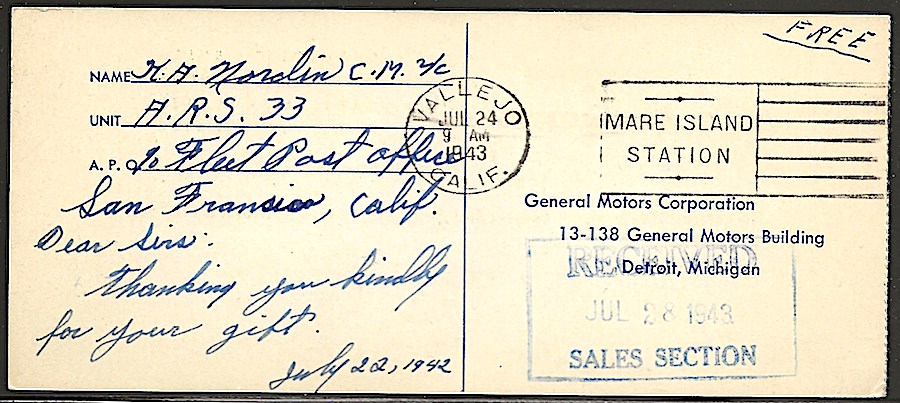 FREE
NAME K. A. Nordin C.M. 2/c
UNIT A.R.S. 33
A. P. O. % Fleet Post office
San Fransico, Calif.
Dear Sirs:
Thanking you kindly
for your gift.
July 22, 1942
VALLEJO
JUL 24
9 AM
1943
CALIF.
MARE ISLAND
STATION
General Motors Corporation
13-138 General Motors Building
Detroit, Michigan
RECEIVED
JUL 28 1943
SALES SECTION